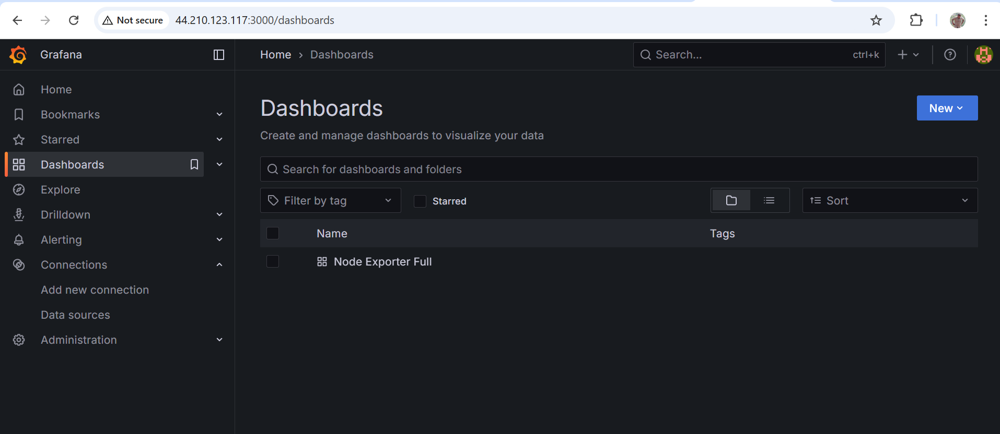 Not secure 44.210.123.117:3000/dashboards
Grafana
Home › Dashboards
Search... ctrl+k
Home
Bookmarks
Starred
Dashboards
Explore
Drilldown
Alerting
Connections
Add new connection
Data sources
Administration
Dashboards
New
Create and manage dashboards to visualize your data
Search for dashboards and folders
Filter by tag Starred Sort
Name Tags
Node Exporter Full